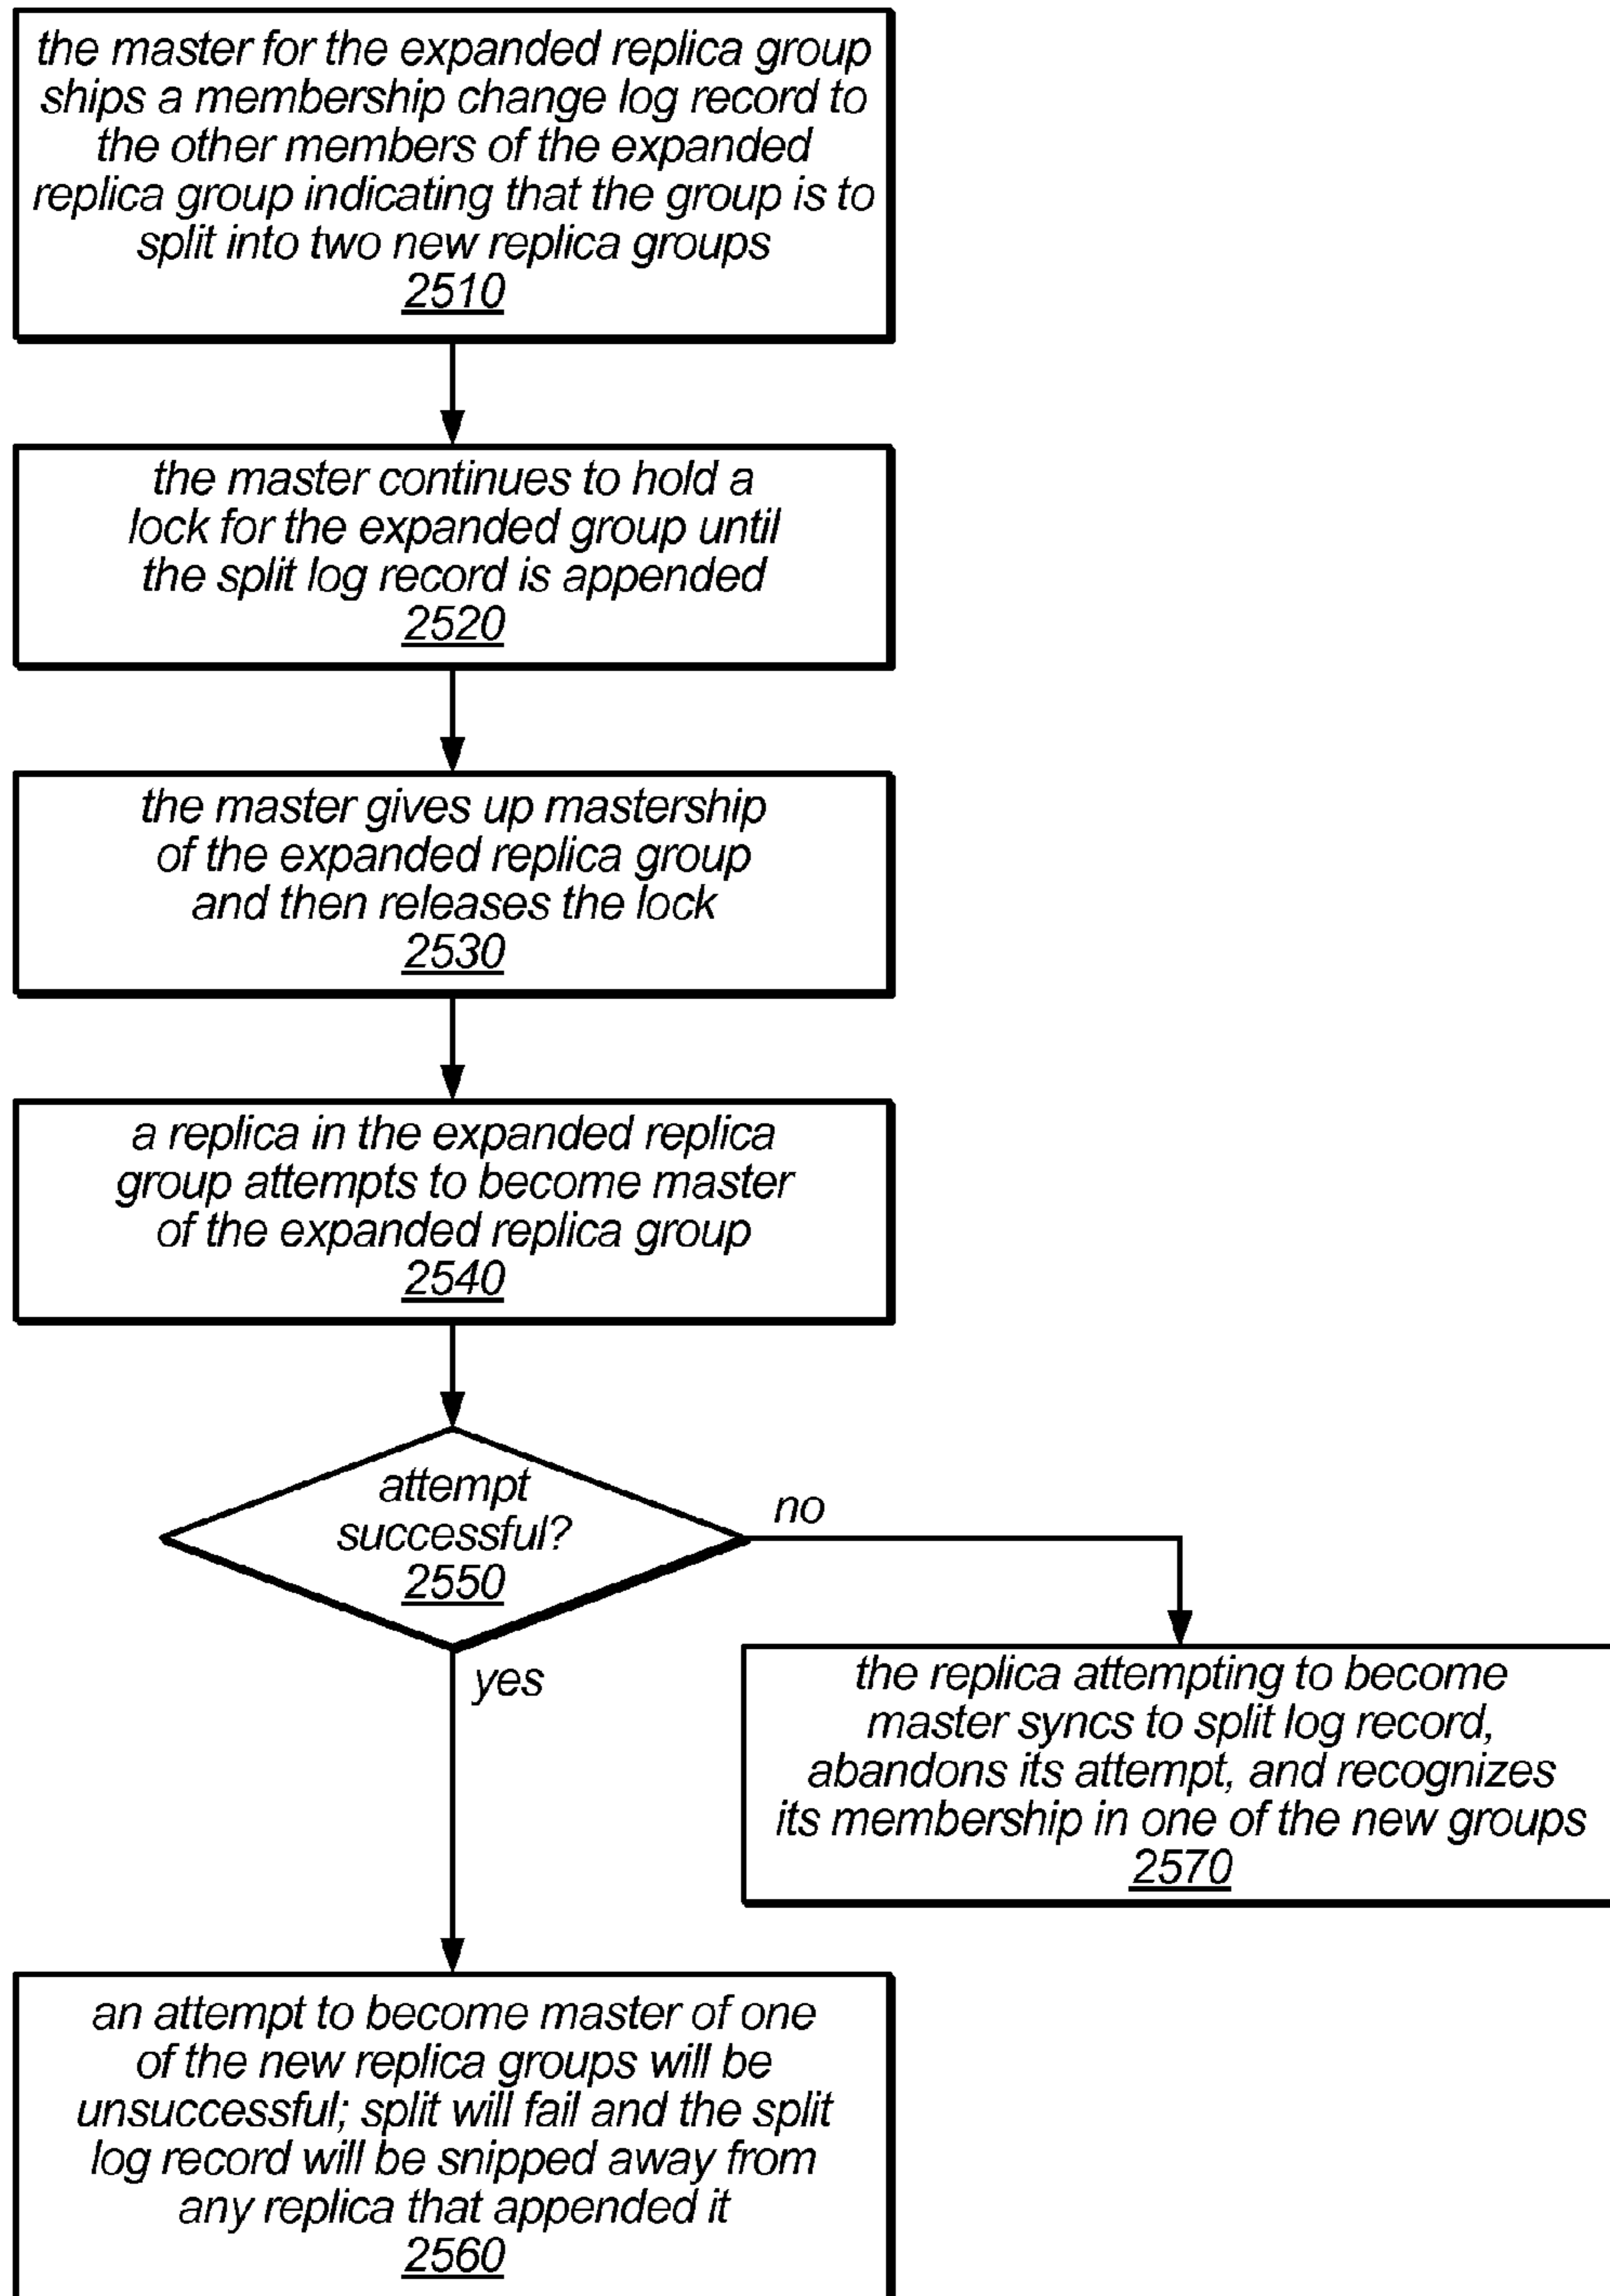 the master for the expanded replica group
ships a membership change log record to
the other members of the expanded
replica group indicating that the group is to
split into two new replica groups
2510
the master continues to hold a
lock for the expanded group until
the split log record is appended
2520
the master gives up mastership
of the expanded replica group
and then releases the lock
2530
a replica in the expanded replica
group attempts to become master
of the expanded replica group
2540
attempt
successful?
2550
no
yes
the replica attempting to become
master syncs to split log record,
abandons its attempt, and recognizes
its membership in one of the new groups
2570
an attempt to become master of one
of the new replica groups will be
unsuccessful; split will fail and the split
log record will be snipped away from
any replica that appended it
2560